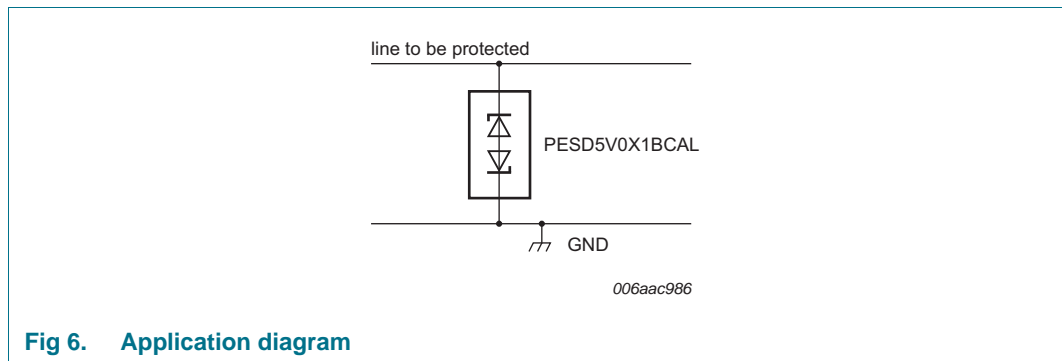 line to be protected
PESD5V0X1BCAL
GND
006aac986
Fig 6. Application diagram